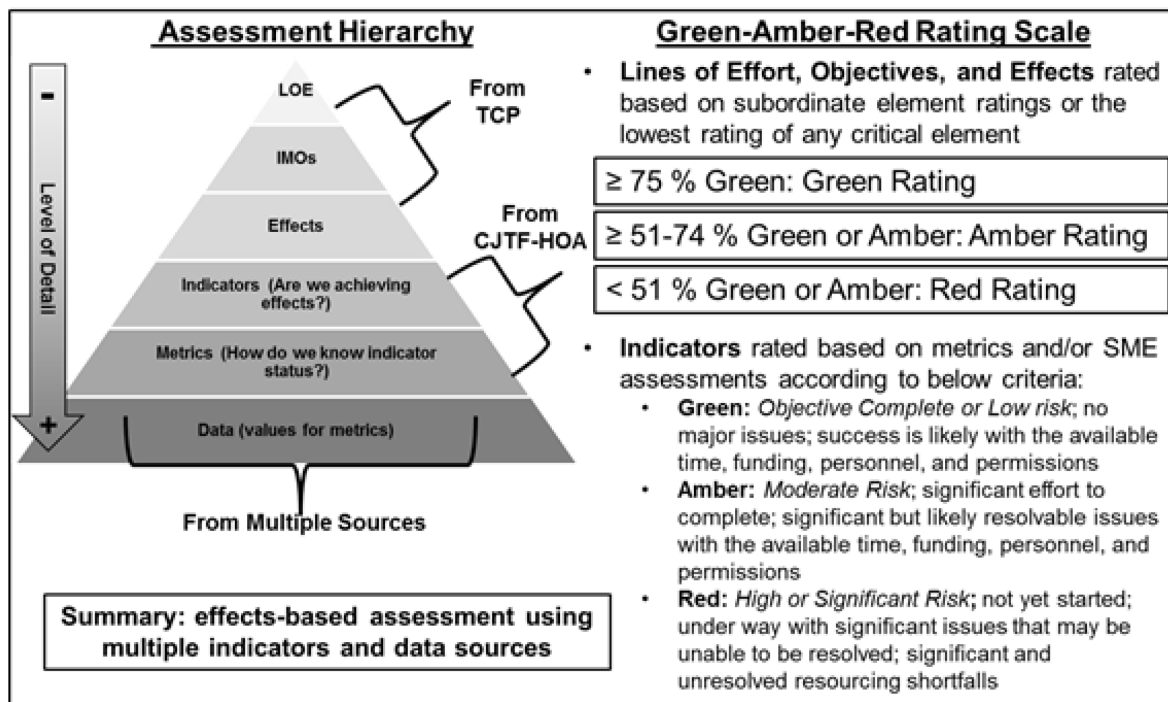 Assessment Hierarchy
-
Level of Detail
+
LOE
IMOs
Effects
Indicators (Are we achieving
effects?)
Metrics (How do we know indicator
status?)
Data (values for metrics)
From
TCP
From
CJTF-HOA
From Multiple Sources
Summary: effects-based assessment using
multiple indicators and data sources
Green-Amber-Red Rating Scale
• Lines of Effort, Objectives, and Effects rated
based on subordinate element ratings or the
lowest rating of any critical element
≥ 75 % Green: Green Rating
≥ 51-74 % Green or Amber: Amber Rating
< 51 % Green or Amber: Red Rating
• Indicators rated based on metrics and/or SME
assessments according to below criteria:
• Green: Objective Complete or Low risk; no
major issues; success is likely with the available
time, funding, personnel, and permissions
• Amber: Moderate Risk; significant effort to
complete; significant but likely resolvable issues
with the available time, funding, personnel, and
permissions
• Red: High or Significant Risk; not yet started;
under way with significant issues that may be
unable to be resolved; significant and
unresolved resourcing shortfalls